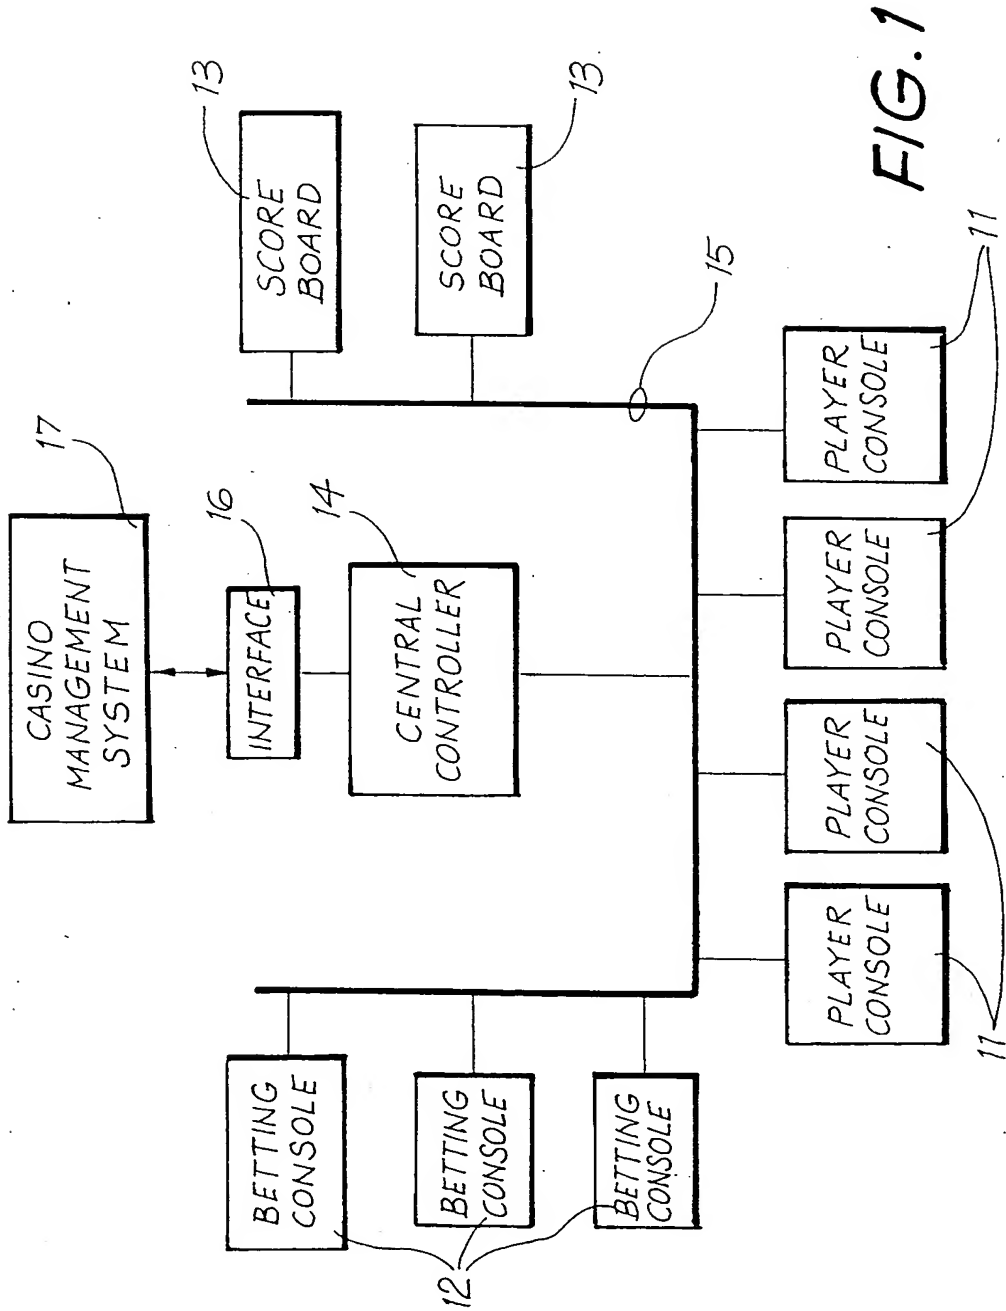 CASINO
MANAGEMENT
SYSTEM
17
INTERFACE
16
CENTRAL
CONTROLLER
14
SCORE
BOARD
13
SCORE
BOARD
13
15
BETTING
CONSOLE
BETTING
CONSOLE
BETTING
CONSOLE
12
PLAYER
CONSOLE
PLAYER
CONSOLE
PLAYER
CONSOLE
PLAYER
CONSOLE
11
11
FIG. 1